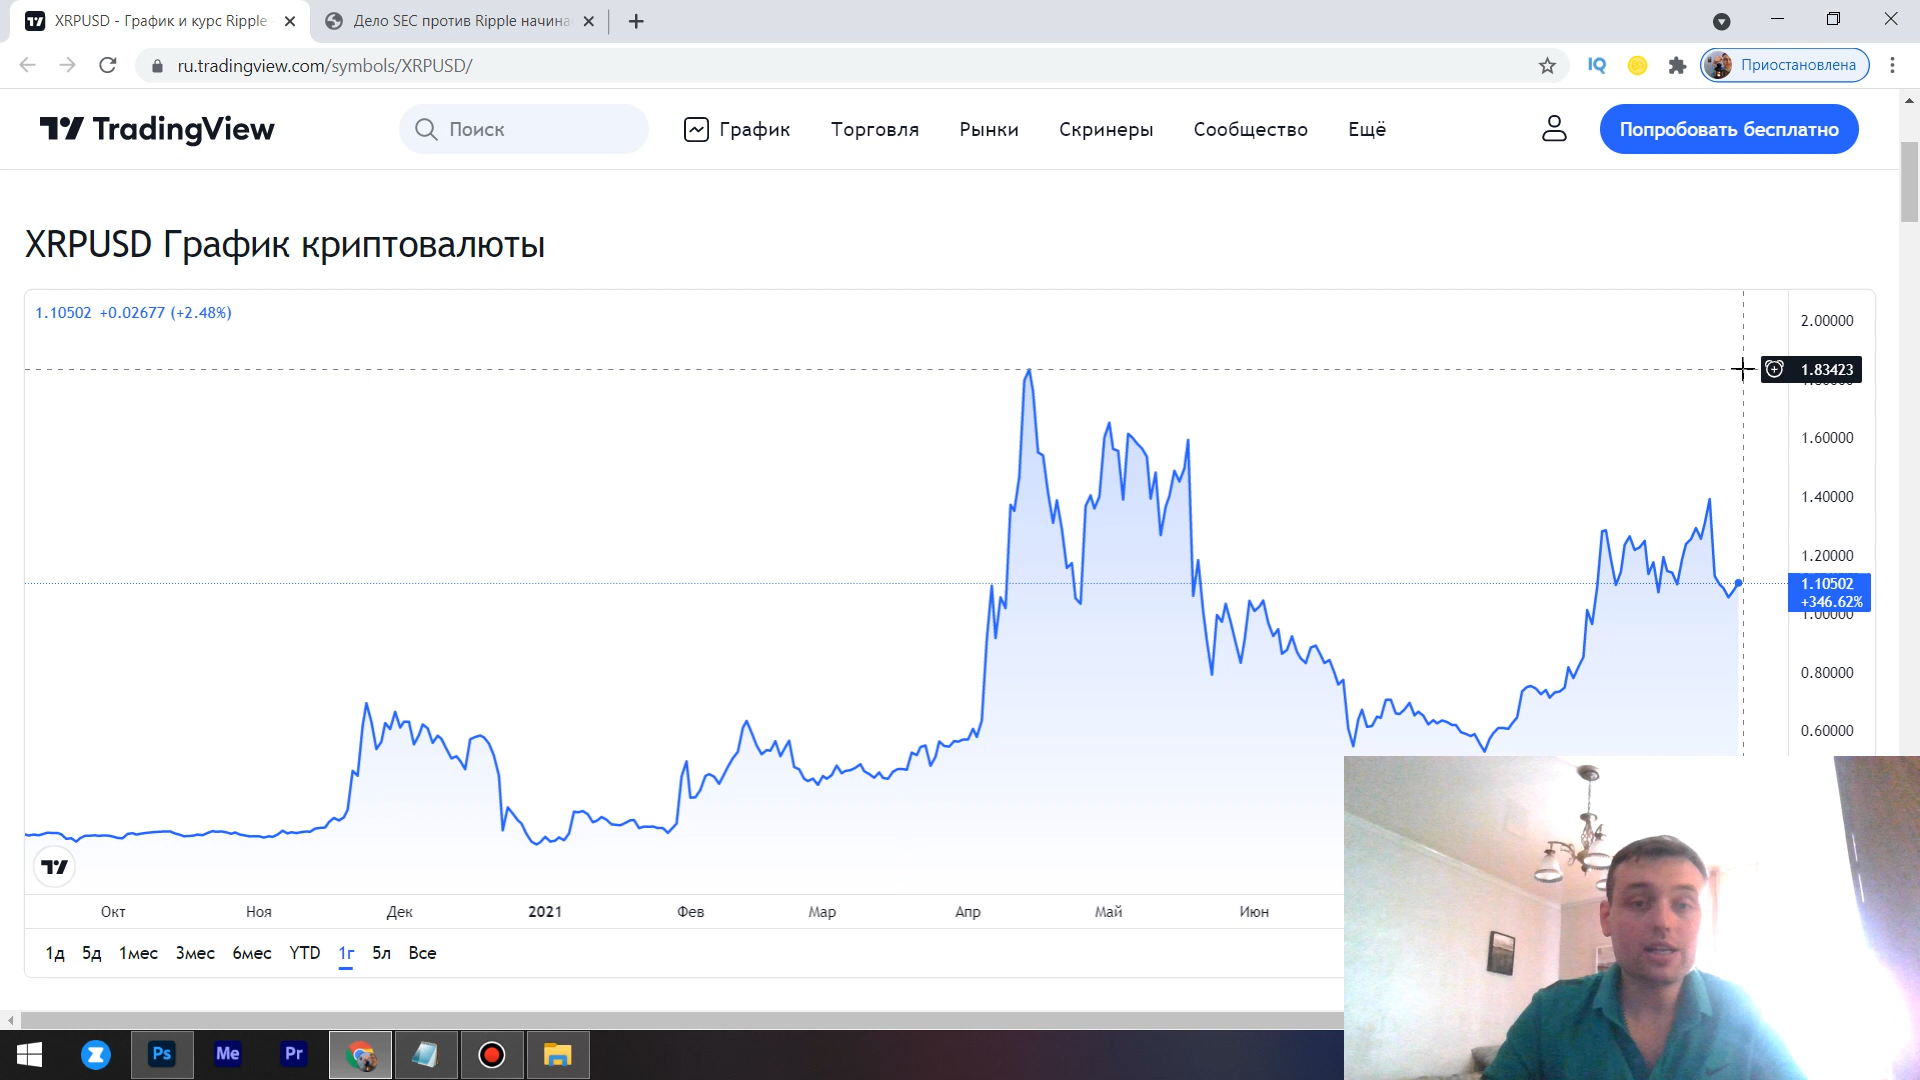 XRPUSD - График и курс Ripple
Дело SEC против Ripple начина
ru.tradingview.com/symbols/XRPUSD/
IQ
Приостановлена
TradingView
Поиск
График
Торговля
Рынки
Скринеры
Сообщество
Ещё
Попробовать бесплатно
XRPUSD График криптовалюты
1.10502 +0.02677 (+2.48%)
2.00000
1.83423
1.60000
1.40000
1.20000
1.10502
+346.62%
1.00000
0.80000
0.60000
Окт
Ноя
Дек
2021
Фев
Мар
Апр
Май
Июн
1д 5д 1мес 3мес 6мес YTD 1г 5л Все
Ps
Me
Pr